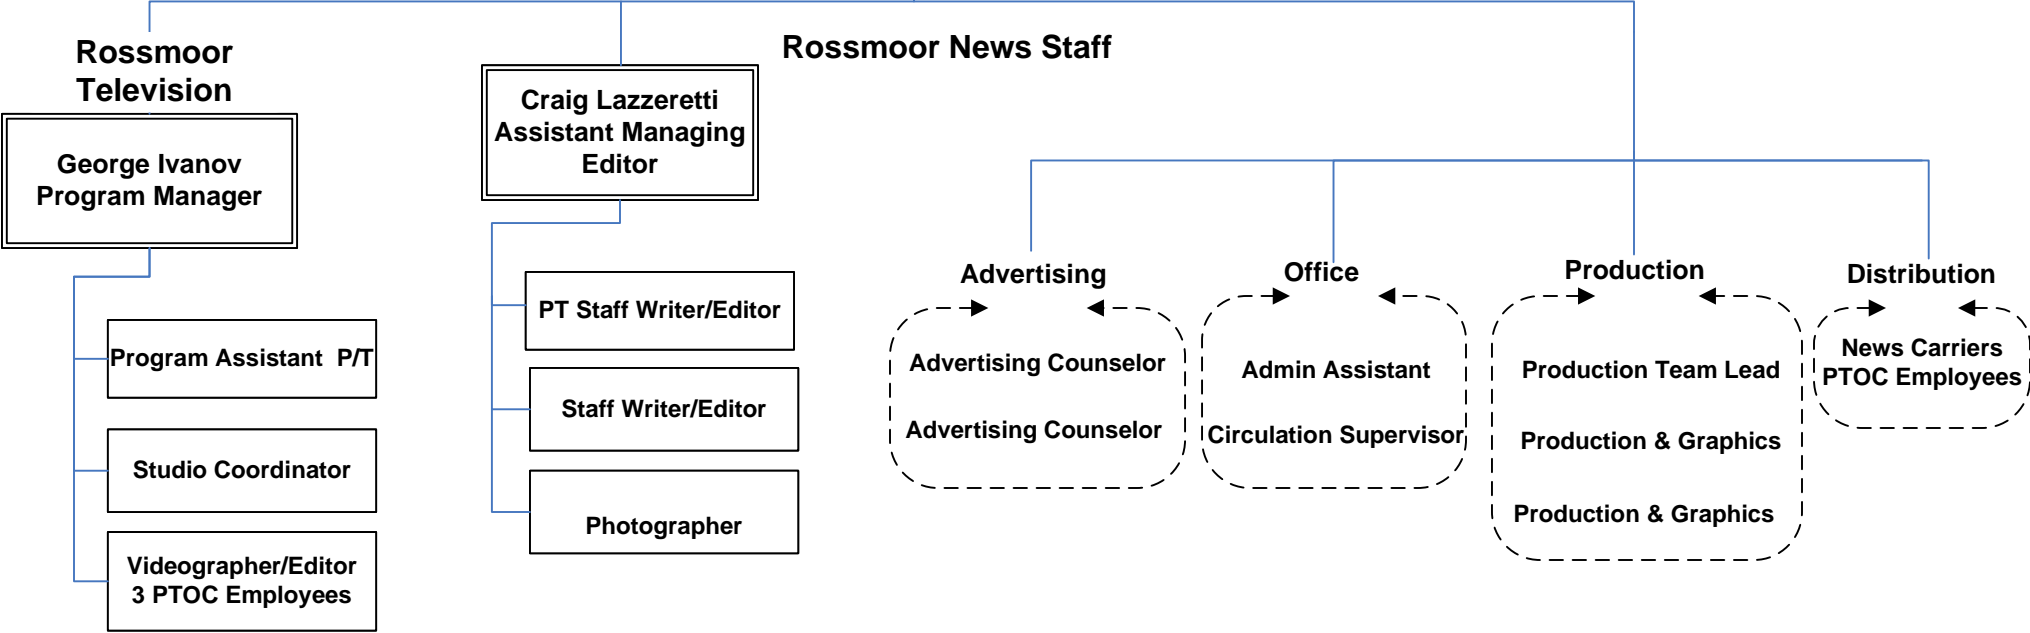 Rossmoor
Television
George Ivanov
Program Manager
Program Assistant  P/T
Studio Coordinator
Videographer/Editor
3 PTOC Employees
Rossmoor News Staff
Craig Lazzeretti
Assistant Managing
Editor
PT Staff Writer/Editor
Staff Writer/Editor
Photographer
Advertising
Advertising Counselor
Advertising Counselor
Office
Admin Assistant
Circulation Supervisor
Production
Production Team Lead
Production & Graphics
Production & Graphics
Distribution
News Carriers
PTOC Employees